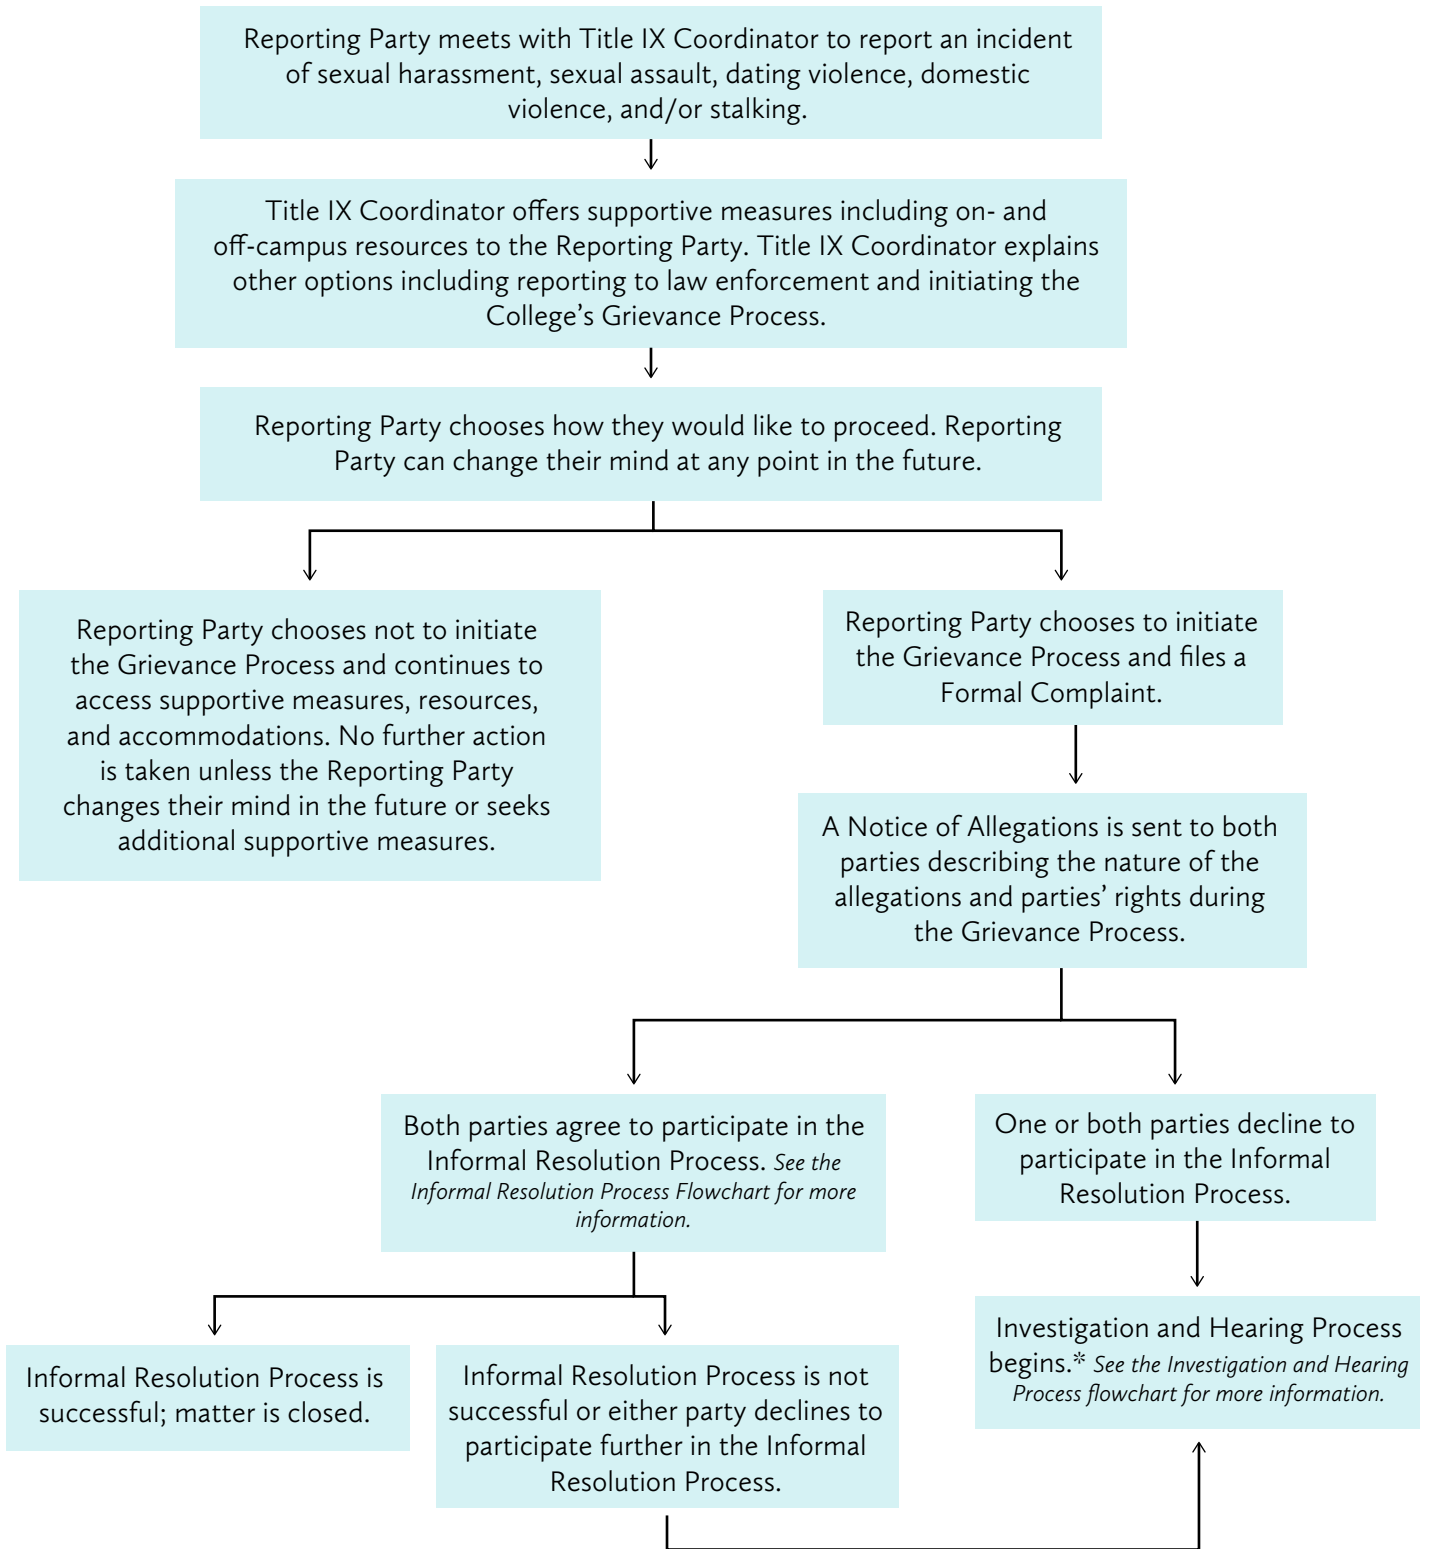 Reporting Party meets with Title IX Coordinator to report an incident
of sexual harassment, sexual assault, dating violence, domestic
violence, and/or stalking.
Title IX Coordinator offers supportive measures including on- and
off-campus resources to the Reporting Party. Title IX Coordinator explains
other options including reporting to law enforcement and initiating the
College’s Grievance Process.
Reporting Party chooses how they would like to proceed. Reporting
Party can change their mind at any point in the future.
Reporting Party chooses not to initiate
the Grievance Process and continues to
access supportive measures, resources,
and accommodations. No further action
is taken unless the Reporting Party
changes their mind in the future or seeks
additional supportive measures.
Reporting Party chooses to initiate
the Grievance Process and files a
Formal Complaint.
A Notice of Allegations is sent to both
parties describing the nature of the
allegations and parties’ rights during
the Grievance Process.
Both parties agree to participate in the
Informal Resolution Process. See the
Informal Resolution Process Flowchart for more
information.
One or both parties decline to
participate in the Informal
Resolution Process.
Informal Resolution Process is
successful; matter is closed.
Informal Resolution Process is not
successful or either party declines to
participate further in the Informal
Resolution Process.
Investigation and Hearing Process
begins.* See the Investigation and Hearing
Process flowchart for more information.